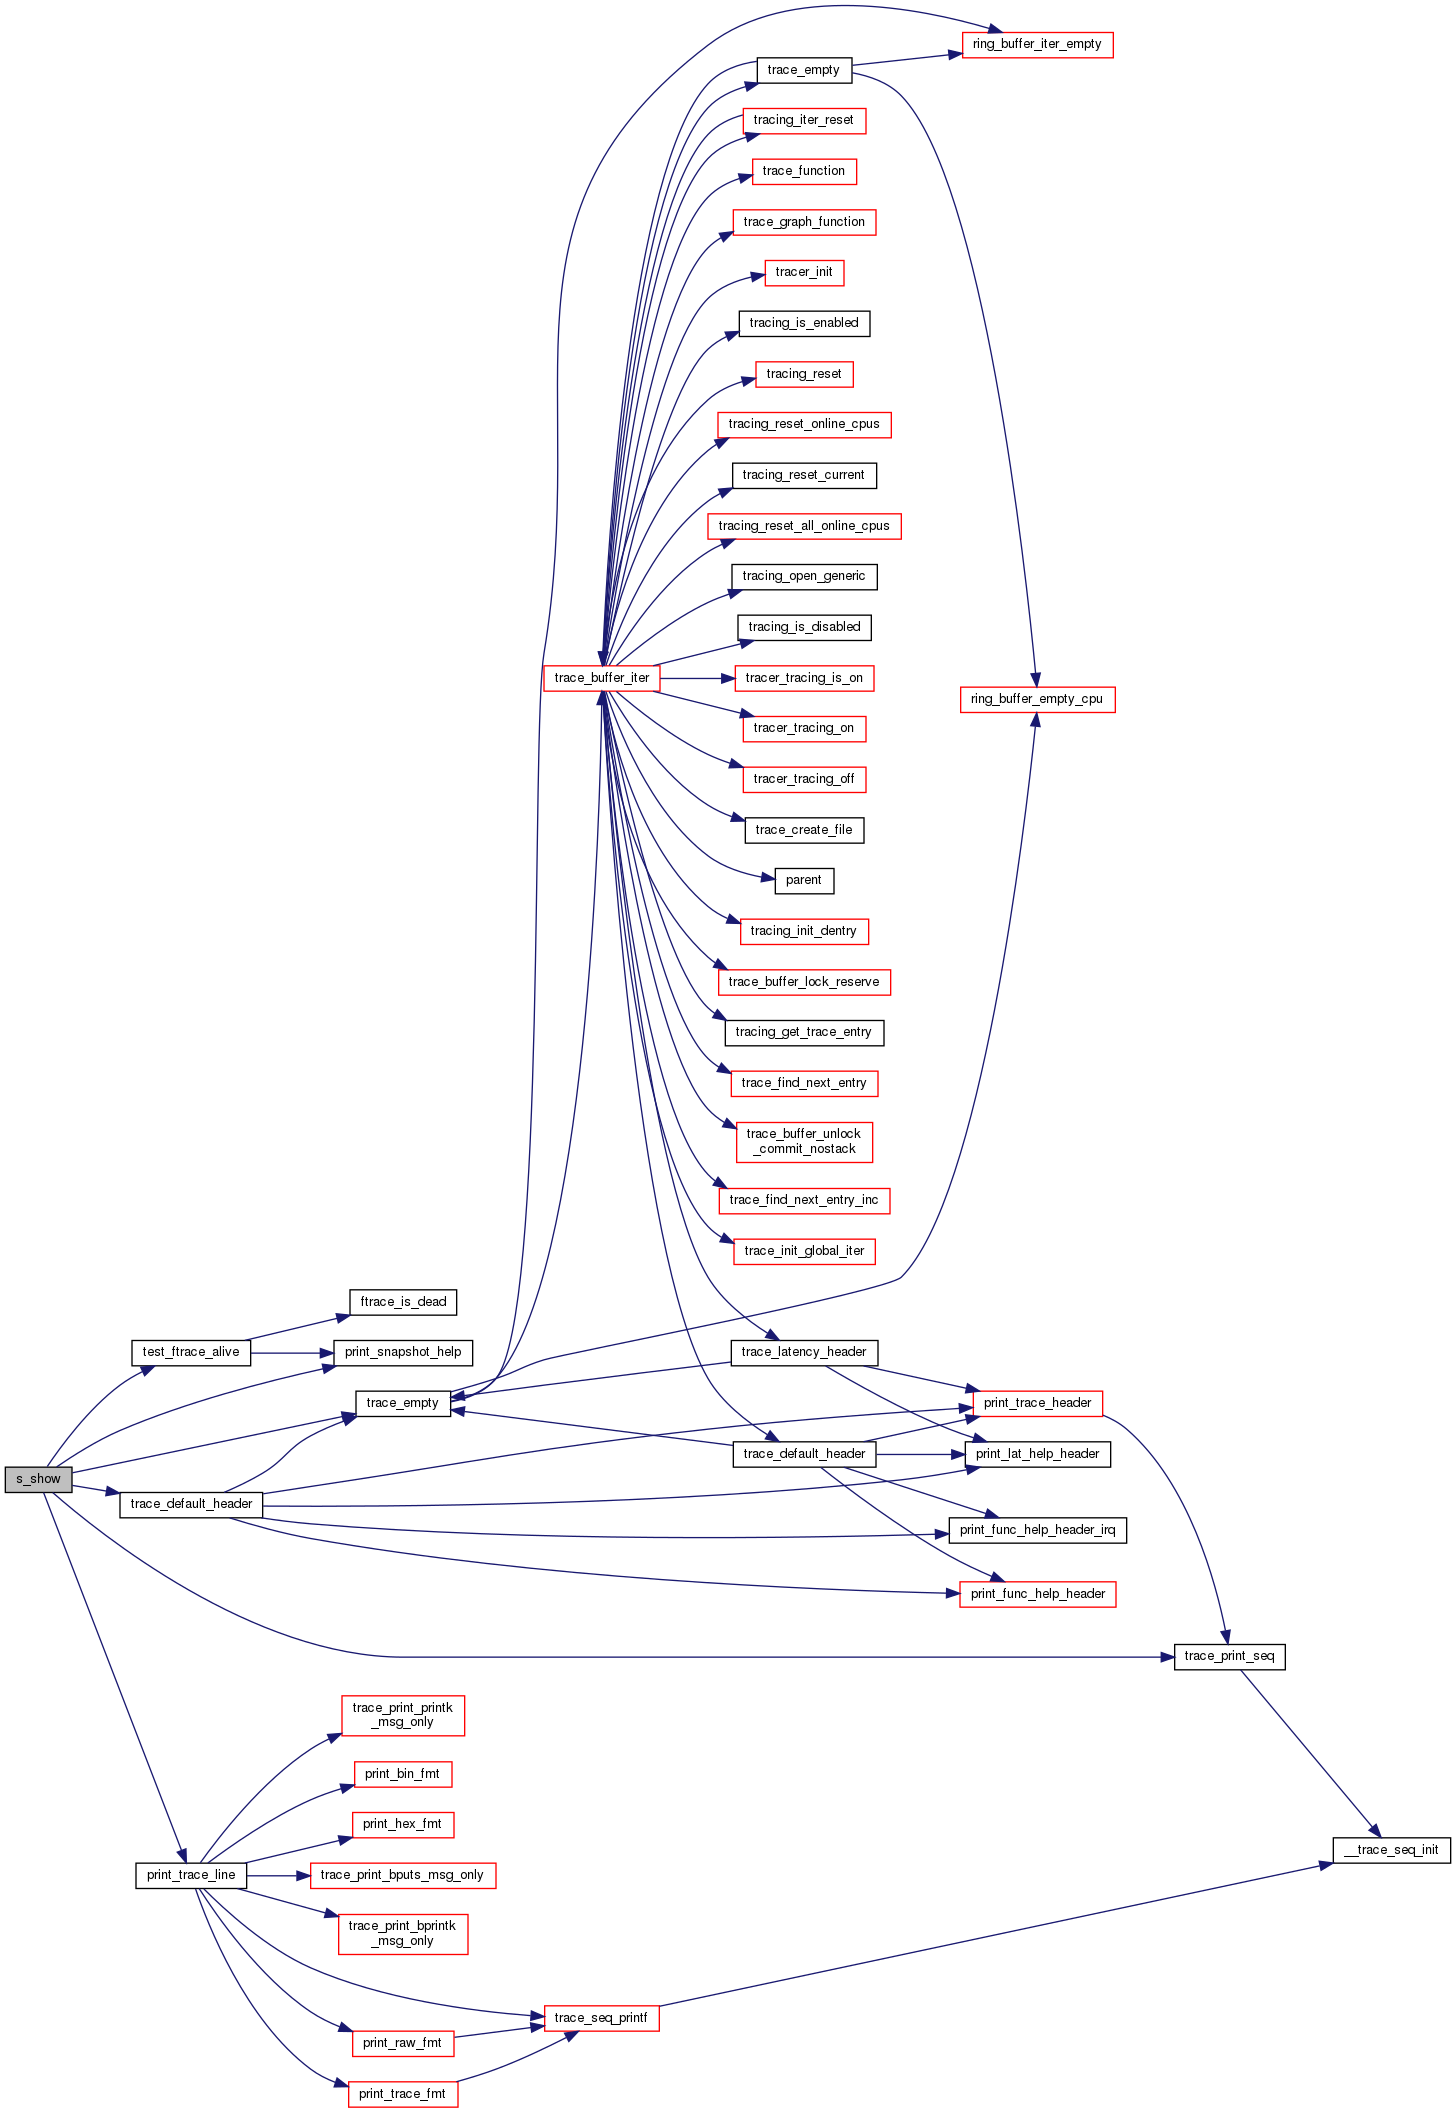 ring_buffer_iter_empty
trace_empty
tracing_iter_reset
trace_function
trace_graph_function
tracer_init
tracing_is_enabled
tracing_reset
tracing_reset_online_cpus
tracing_reset_current
tracing_reset_all_online_cpus
tracing_open_generic
tracing_is_disabled
trace_buffer_iter
tracer_tracing_is_on
ring_buffer_empty_cpu
tracer_tracing_on
tracer_tracing_off
trace_create_file
parent
tracing_init_dentry
trace_buffer_lock_reserve
tracing_get_trace_entry
trace_find_next_entry
trace_buffer_unlock
_commit_nostack
trace_find_next_entry_inc
trace_init_global_iter
ftrace_is_dead
test_ftrace_alive
print_snapshot_help
trace_latency_header
trace_empty
print_trace_header
trace_default_header
print_lat_help_header
s_show
trace_default_header
print_func_help_header_irq
print_func_help_header
trace_print_seq
trace_print_printk
_msg_only
print_bin_fmt
print_hex_fmt
__trace_seq_init
print_trace_line
trace_print_bputs_msg_only
trace_print_bprintk
_msg_only
trace_seq_printf
print_raw_fmt
print_trace_fmt